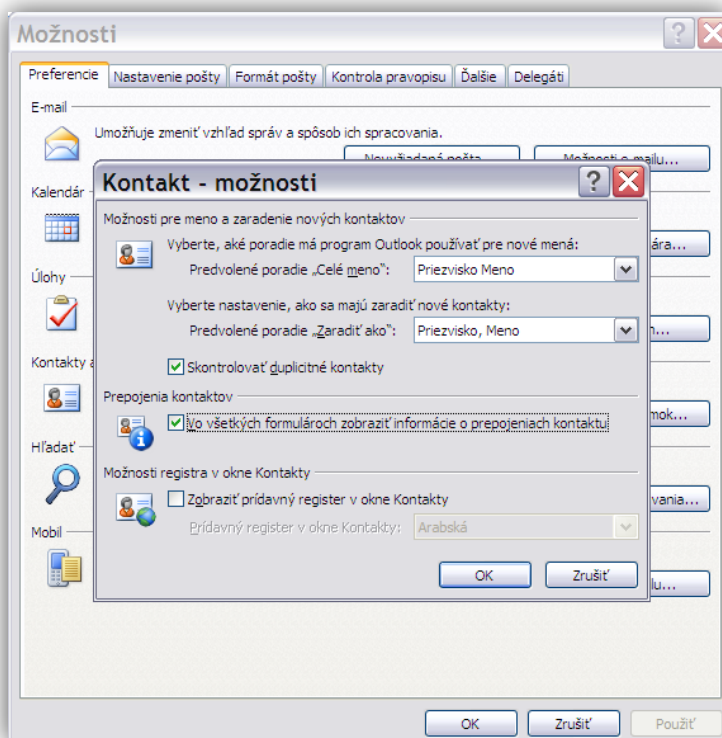 Možnosti
Preferencie Nastavenie pošty Formát pošty Kontrola pravopisu Ďalšie Delegáti
E-mail
Umožňuje zmeniť vzhľad správ a spôsob ich spracovania.
Nevyžiadaná pošta... Možnosti e-mailu...
Kontakt - možnosti
Kalendár
Možnosti pre meno a zaradenie nových kontaktov
Vyberte, aké poradie má program Outlook používať pre nové mená:
Predvolené poradie „Celé meno“: Priezvisko Meno
Úlohy
Vyberte nastavenie, ako sa majú zaradiť nové kontakty:
Predvolené poradie „Zaradiť ako“: Priezvisko, Meno
Kontakty a
Skontrolovať duplicitné kontakty
Prepojenia kontaktov
Vo všetkých formulároch zobraziť informácie o prepojeniach kontaktu
Hľadať
Možnosti registra v okne Kontakty
Zobraziť prídavný register v okne Kontakty
Prídavný register v okne Kontakty: Arabská
Mobil
OK Zrušiť
OK Zrušiť Použiť